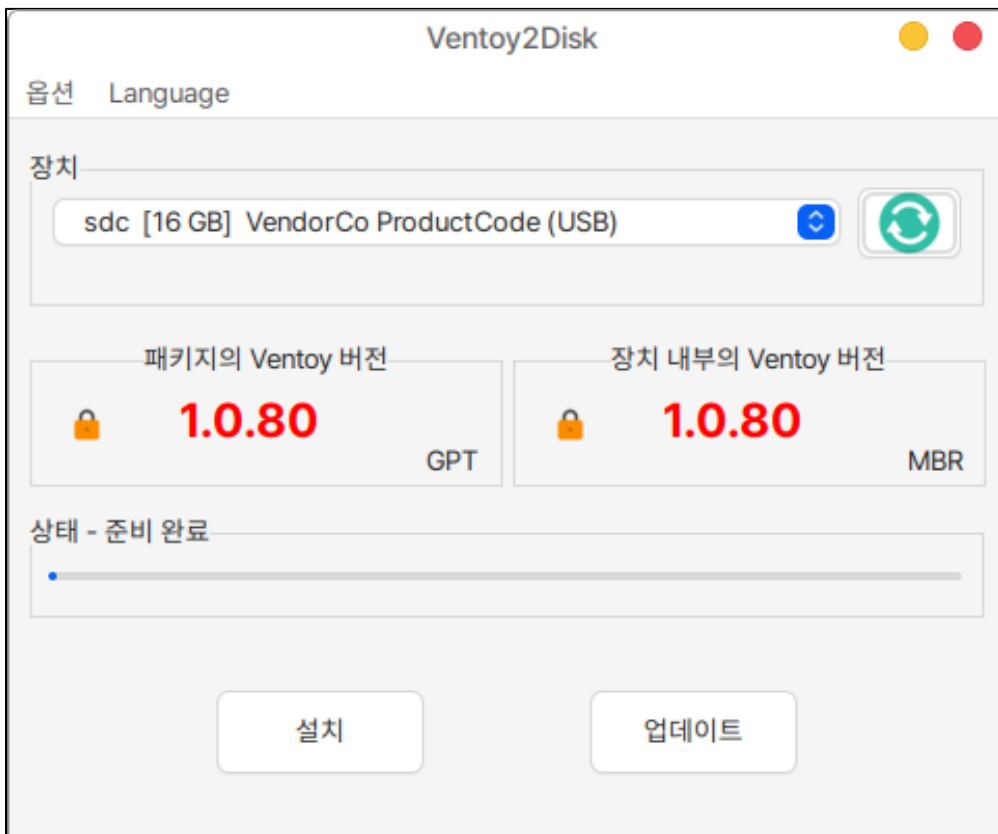 Ventoy2Disk
옵션 Language
장치
sdc [16 GB] VendorCo ProductCode (USB)
패키지의 Ventoy 버전
1.0.80
GPT
장치 내부의 Ventoy 버전
1.0.80
MBR
상태 - 준비 완료
설치 업데이트